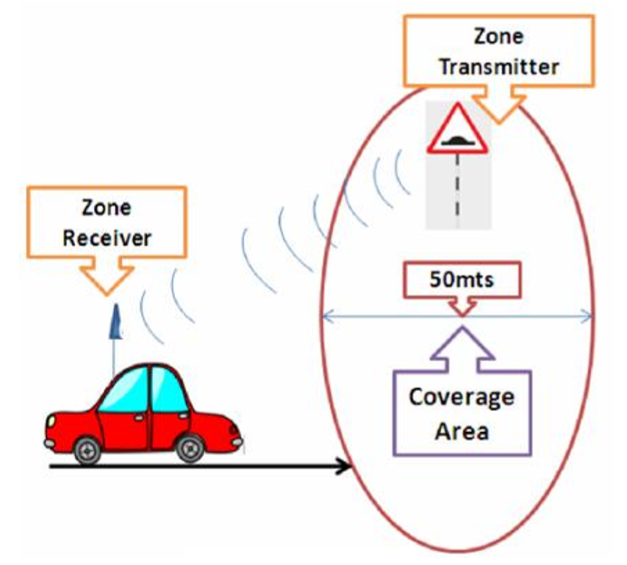 Zone
Transmitter
Zone
Receiver
50mts
Coverage
Area